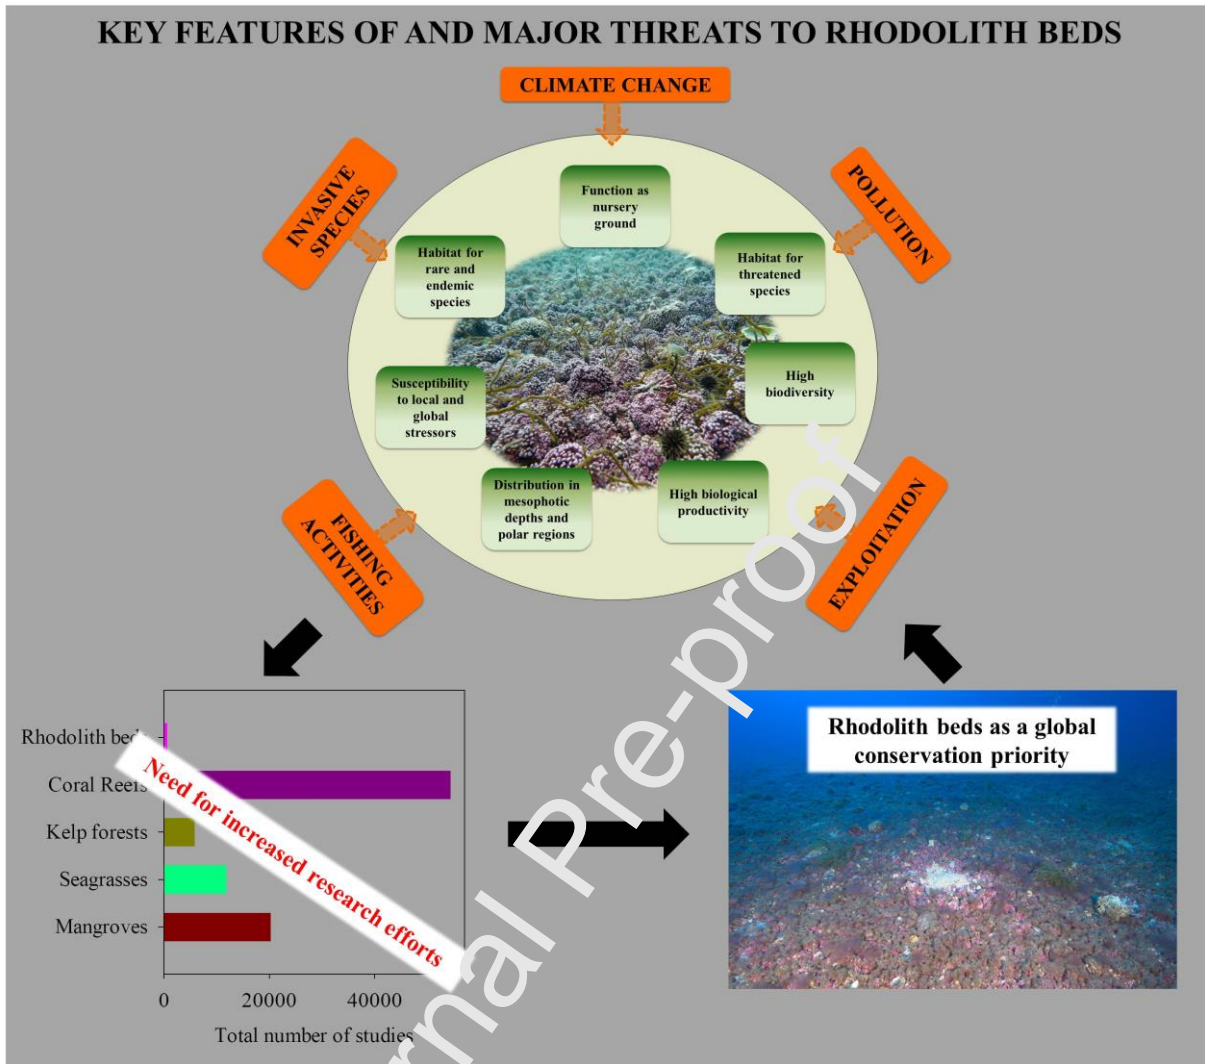 KEY FEATURES OF AND MAJOR THREATS TO RHODOLITH BEDS
CLIMATE CHANGE
INVASIVE
SPECIES
POLLUTION
Function as
nursery
ground
Habitat for
rare and
endemic
species
Habitat for
threatened
species
Susceptibility
to local and
global
stressors
High
biodiversity
Distribution in
mesophotic
depths and
polar regions
High biological
productivity
FISHING
ACTIVITIES
EXPLOITATION
Rhodolith beds
Coral Reefs
Kelp forests
Seagrasses
Mangroves
Need for increased research efforts
0 20000 40000
Total number of studies
Rhodolith beds as a global
conservation priority
rnal Pre-proof